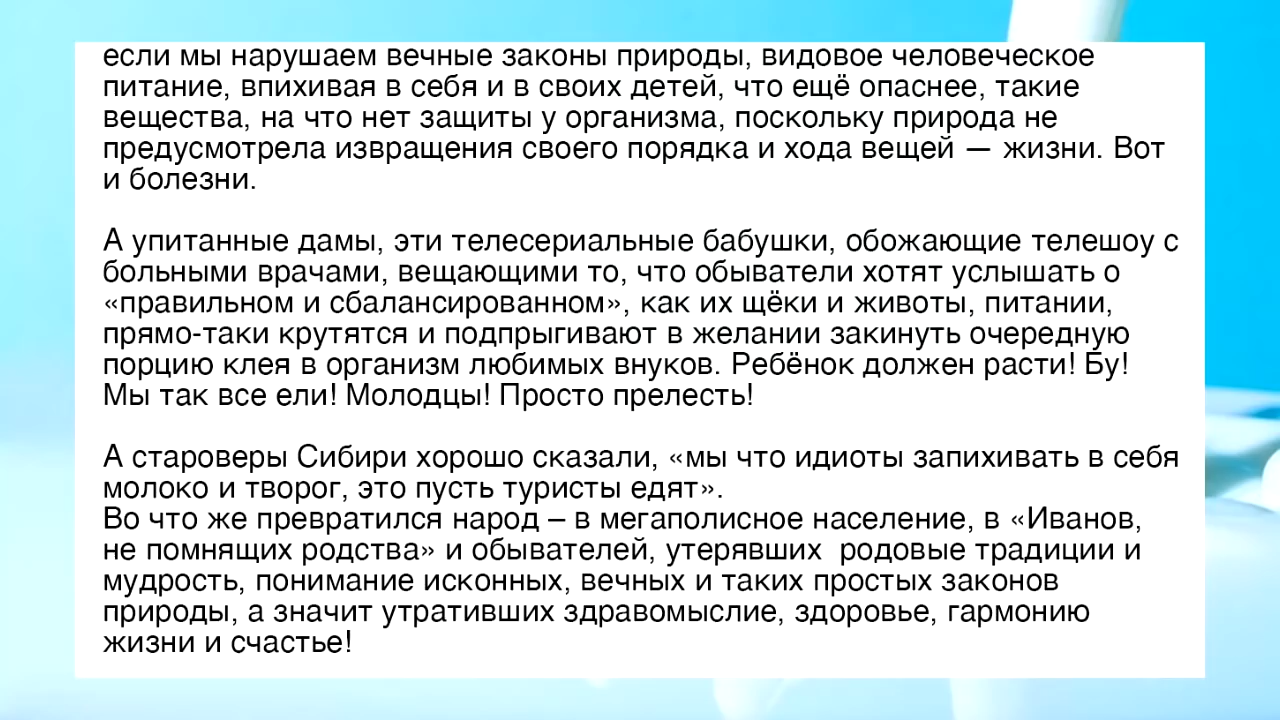 если мы нарушаем вечные законы природы, видовое человеческое
питание, впихивая в себя и в своих детей, что ещё опаснее, такие
вещества, на что нет защиты у организма, поскольку природа не
предусмотрела извращения своего порядка и хода вещей — жизни. Вот
и болезни.
А упитанные дамы, эти телесериальные бабушки, обожающие телешоу с
больными врачами, вещающими то, что обыватели хотят услышать о
«правильном и сбалансированном», как их щёки и животы, питании,
прямо-таки крутятся и подпрыгивают в желании закинуть очередную
порцию клея в организм любимых внуков. Ребёнок должен расти! Бу!
Мы так все ели! Молодцы! Просто прелесть!
А староверы Сибири хорошо сказали, «мы что идиоты запихивать в себя
молоко и творог, это пусть туристы едят».
Во что же превратился народ – в мегаполисное население, в «Иванов,
не помнящих родства» и обывателей, утерявших  родовые традиции и
мудрость, понимание исконных, вечных и таких простых законов
природы, а значит утративших здравомыслие, здоровье, гармонию
жизни и счастье!